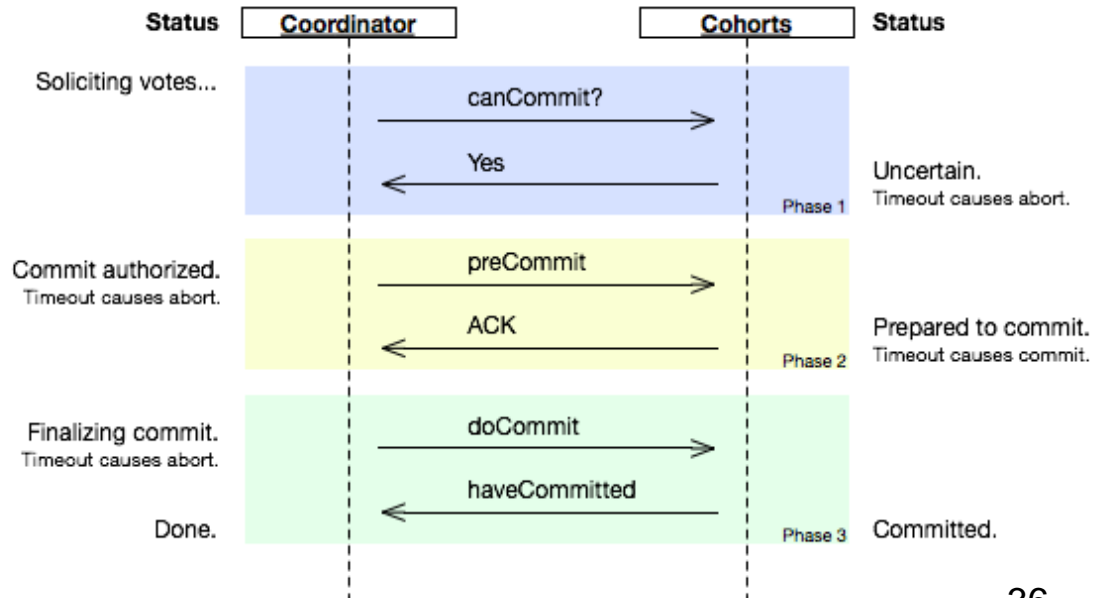 Status Coordinator Cohorts Status
Soliciting votes...
canCommit?
Yes
Uncertain.
Timeout causes abort.
Phase 1
Commit authorized.
Timeout causes abort.
preCommit
ACK
Prepared to commit.
Timeout causes commit.
Phase 2
Finalizing commit.
Timeout causes abort.
doCommit
haveCommitted
Done.
Phase 3
Committed.